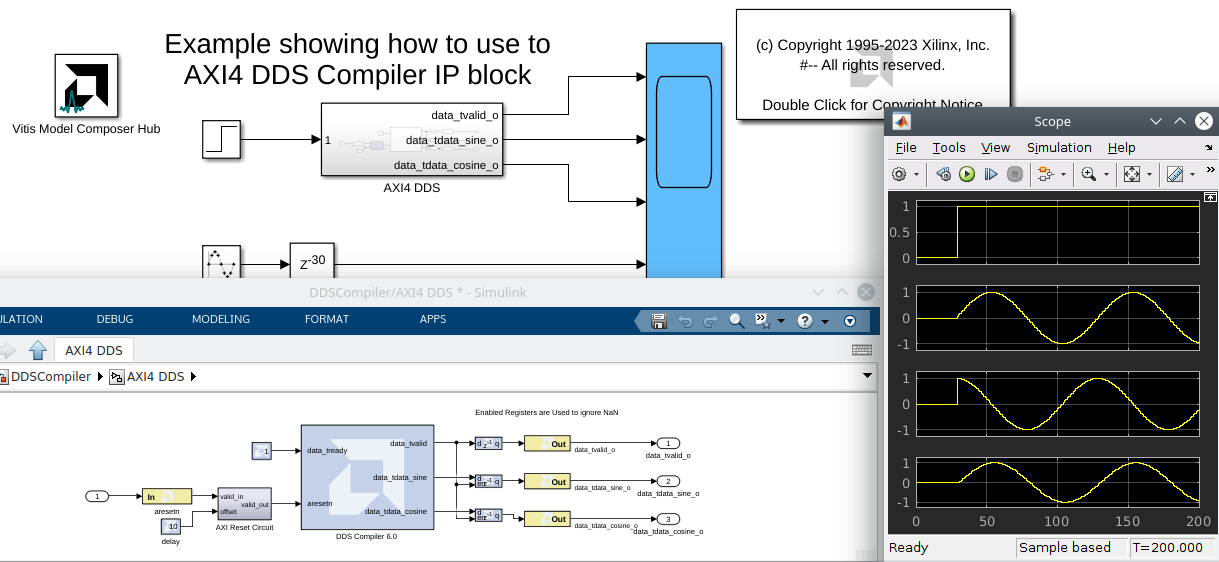 Example showing how to use to
AXI4 DDS Compiler IP block
Vitis Model Composer Hub
1
data_tvalid_o
data_tdata_sine_o
data_tdata_cosine_o
AXI4 DDS
Z-30
(c) Copyright 1995-2023 Xilinx, Inc.
#-- All rights reserved.
Double Click for Copyright Notice
Scope
File Tools View Simulation Help
1
0.5
0
1
0
-1
1
0
-1
1
0
-1
0 50 100 150 200
Ready Sample based T=200.000
DDSCompiler/AXI4 DDS * - Simulink
ULATION DEBUG MODELING FORMAT APPS
AXI4 DDS
DDSCompiler AXI4 DDS
Enabled Registers are Used to ignore NaN
1
In
aresetn
10
delay
valid_in
offset
valid_out
AXI Reset Circuit
1
data_tready
aresetn
data_tvalid
data_tdata_sine
data_tdata_cosine
DDS Compiler 6.0
d z-1 q
Out
data_tvalid_o
1
data_tvalid_o
d en z-1 q
Out
data_tdata_sine_o
2
data_tdata_sine_o
d en z-1 q
Out
data_tdata_cosine_o
3
data_tdata_cosine_o